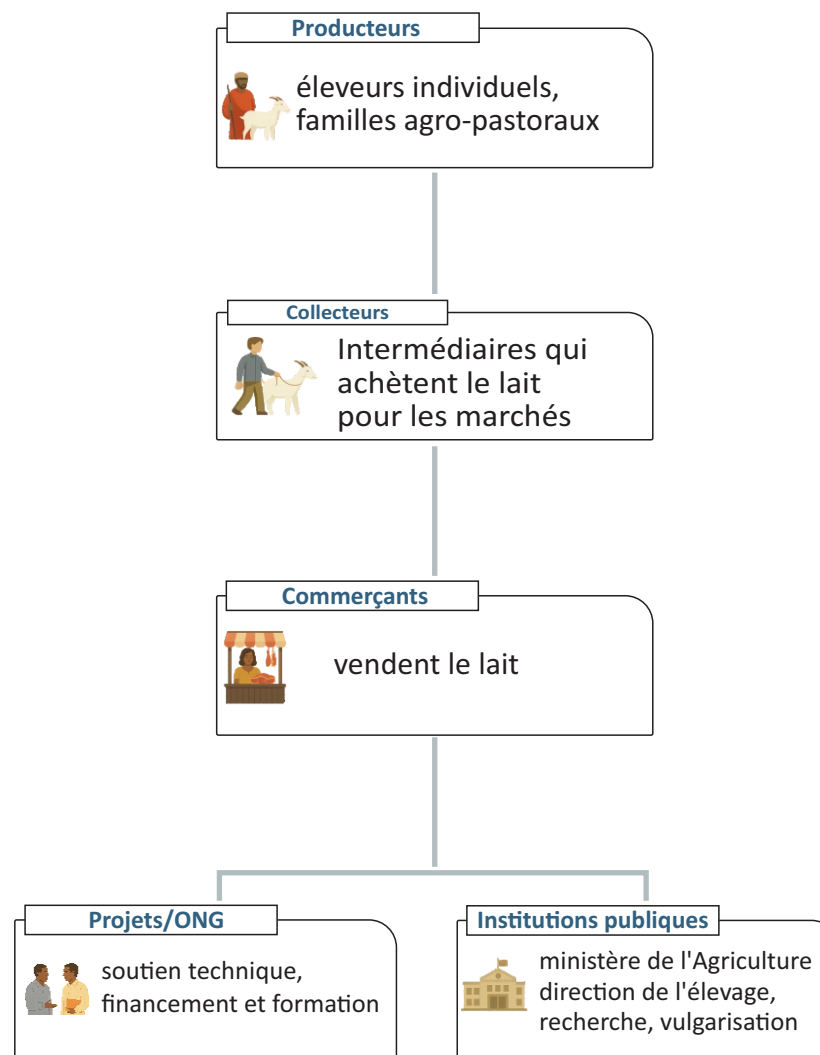 Producteurs
éleveurs individuels,
familles agro-pastoraux
Collecteurs
Intermédiaires qui
achètent le lait
pour les marchés
Commerçants
vendent le lait
Projets/ONG
soutien technique,
financement et formation
Institutions publiques
ministère de l'Agriculture
direction de l'élevage,
recherche, vulgarisation